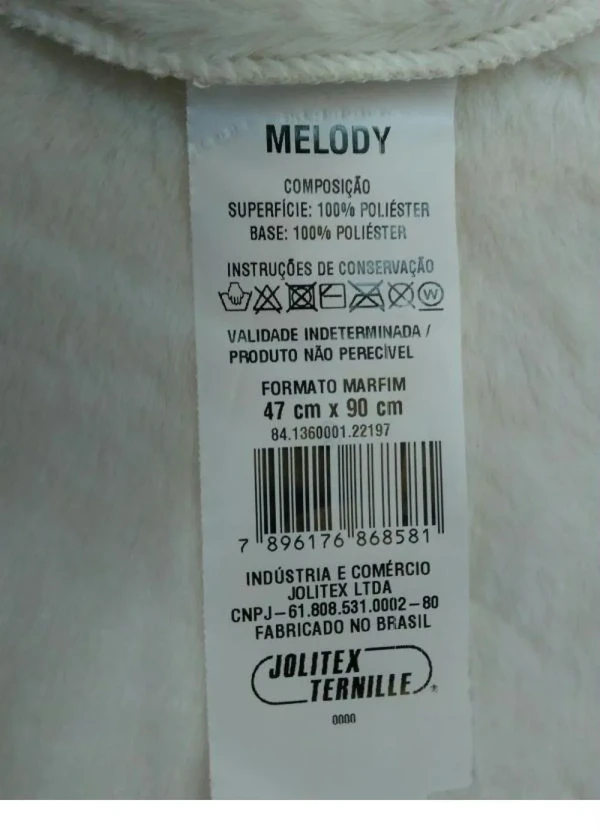 MELODY
COMPOSIÇÃO
SUPERFÍCIE: 100% POLIÉSTER
BASE: 100% POLIÉSTER
INSTRUÇÕES DE CONSERVAÇÃO
W
VALIDADE INDETERMINADA /
PRODUTO NÃO PERECÍVEL
FORMATO MARFIM
47 cm x 90 cm
84.1360001.22197
7 896176 868581
INDÚSTRIA E COMÉRCIO
JOLITEX LTDA
CNPJ-61.808.531.0002-80
FABRICADO NO BRASIL
JOLITEX
TERNILLE
0000